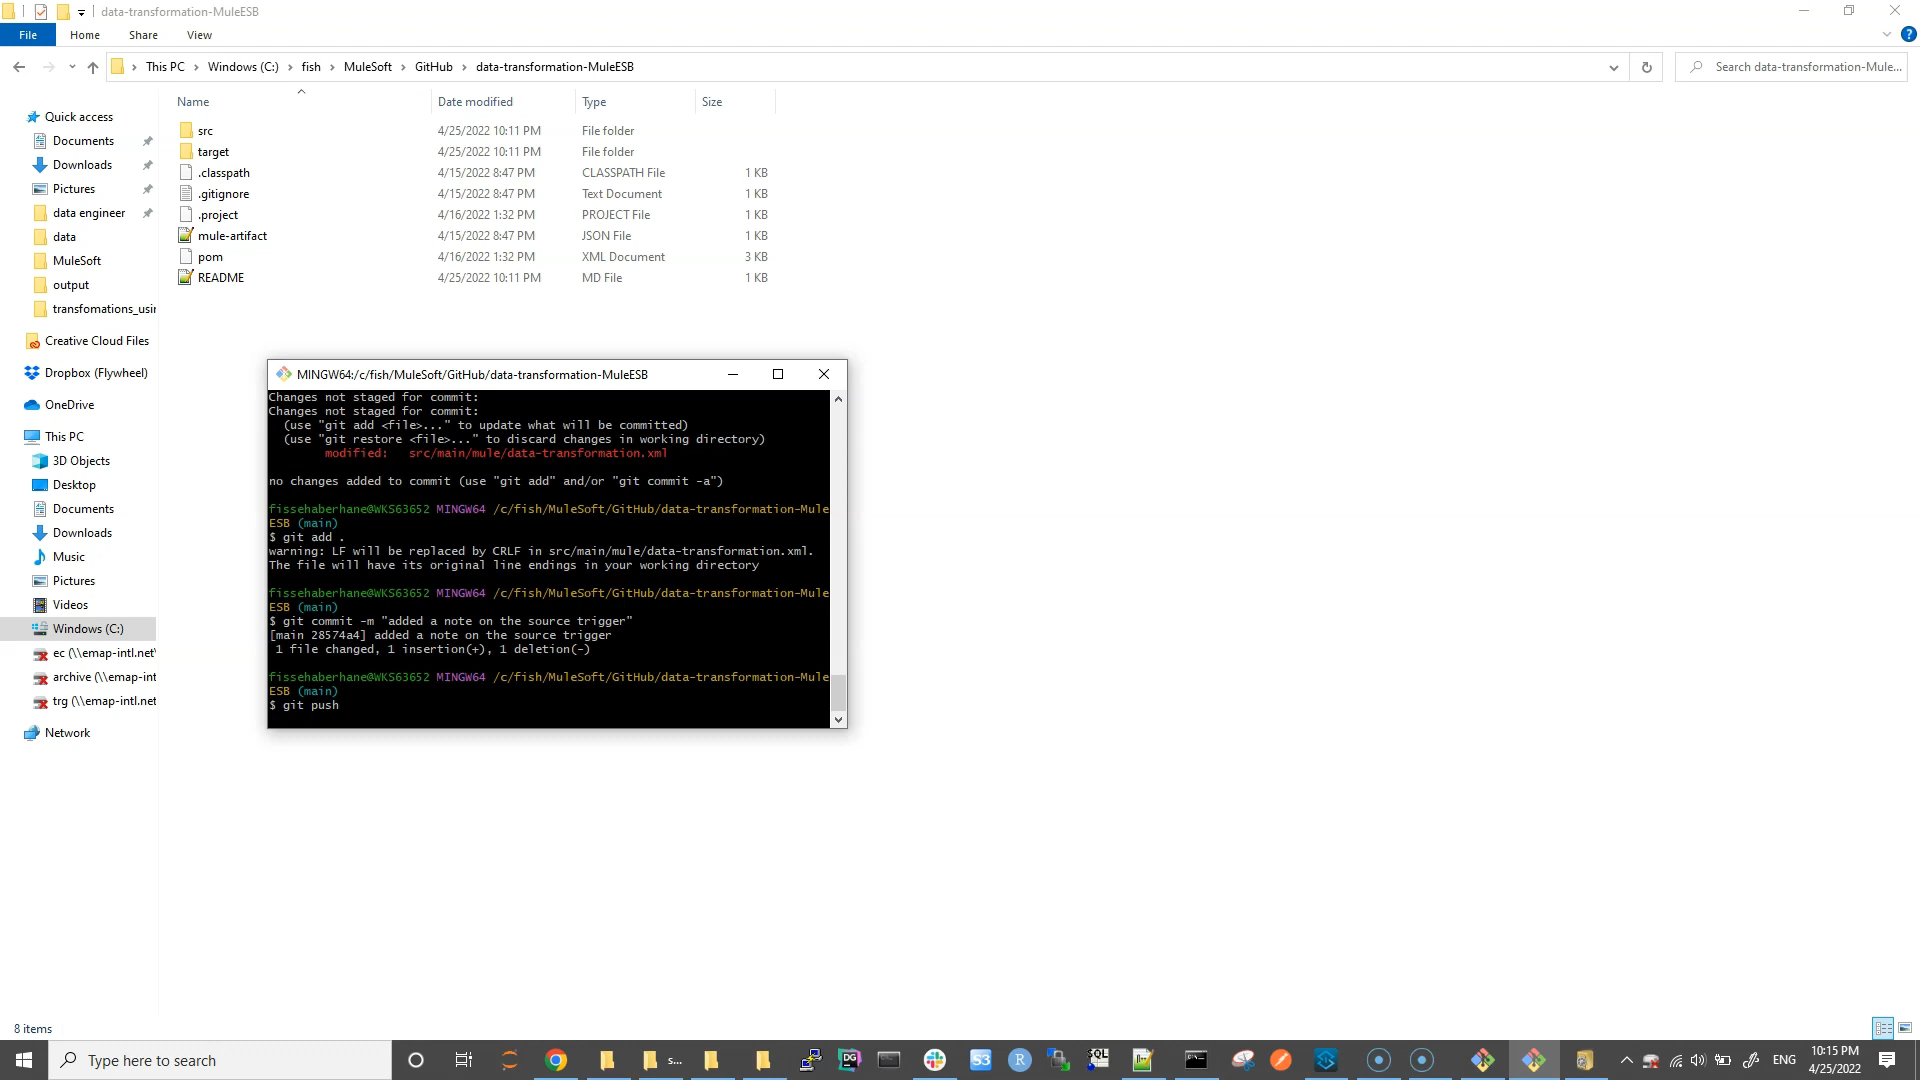 data-transformation-MuleESB
File Home Share View
This PC Windows (C:) fish MuleSoft GitHub data-transformation-MuleESB
Search data-transformation-Mule...
Name Date modified Type Size
src 4/25/2022 10:11 PM File folder
target 4/25/2022 10:11 PM File folder
.classpath 4/15/2022 8:47 PM CLASSPATH File 1 KB
.gitignore 4/15/2022 8:47 PM Text Document 1 KB
.project 4/16/2022 1:32 PM PROJECT File 1 KB
mule-artifact 4/15/2022 8:47 PM JSON File 1 KB
pom 4/16/2022 1:32 PM XML Document 3 KB
README 4/25/2022 10:11 PM MD File 1 KB
Quick access
Documents
Downloads
Pictures
data engineer
data
MuleSoft
output
transfomations_usin
Creative Cloud Files
Dropbox (Flywheel)
OneDrive
This PC
3D Objects
Desktop
Documents
Downloads
Music
Pictures
Videos
Windows (C:)
ec (\\emap-intl.net\
archive (\\emap-int
trg (\\emap-intl.net
Network
MINGW64:/c/fish/MuleSoft/GitHub/data-transformation-MuleESB
Changes not staged for commit:
Changes not staged for commit:
(use "git add <file>..." to update what will be committed)
(use "git restore <file>..." to discard changes in working directory)
modified: src/main/mule/data-transformation.xml
no changes added to commit (use "git add" and/or "git commit -a")
fissehaberhane@WKS63652 MINGW64 /c/fish/MuleSoft/GitHub/data-transformation-Mule
ESB (main)
$ git add .
warning: LF will be replaced by CRLF in src/main/mule/data-transformation.xml.
The file will have its original line endings in your working directory
fissehaberhane@WKS63652 MINGW64 /c/fish/MuleSoft/GitHub/data-transformation-Mule
ESB (main)
$ git commit -m "added a note on the source trigger"
[main 28574a4] added a note on the source trigger
1 file changed, 1 insertion(+), 1 deletion(-)
fissehaberhane@WKS63652 MINGW64 /c/fish/MuleSoft/GitHub/data-transformation-Mule
ESB (main)
$ git push
8 items
Type here to search
s...
DG
S3
R
SQL
ENG
10:15 PM
4/25/2022